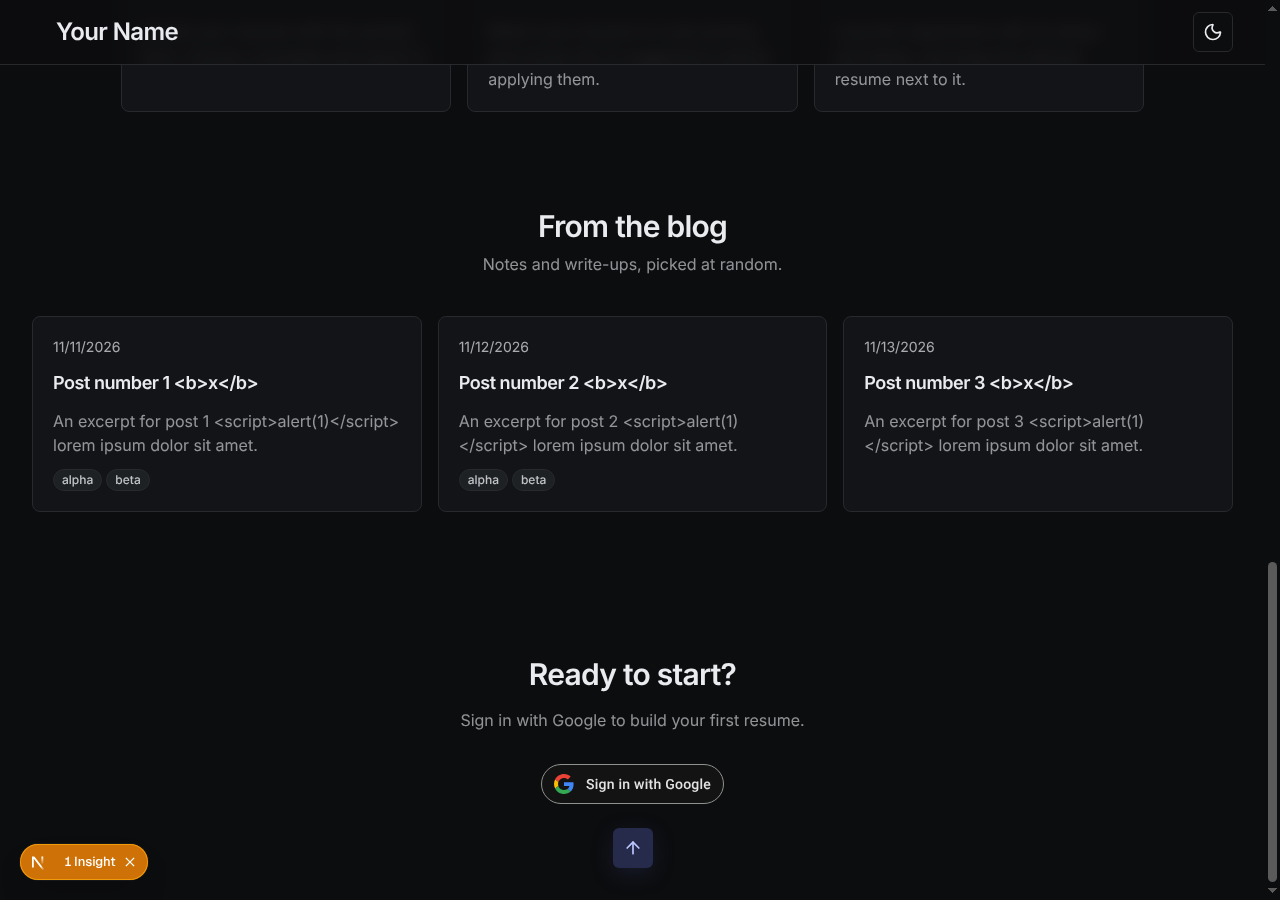 Your Name
applying them.
resume next to it.
From the blog
Notes and write-ups, picked at random.
11/11/2026
Post number 1 <b>x</b>
An excerpt for post 1 <script>alert(1)</script>
lorem ipsum dolor sit amet.
alpha
beta
11/12/2026
Post number 2 <b>x</b>
An excerpt for post 2 <script>alert(1)
</script> lorem ipsum dolor sit amet.
alpha
beta
11/13/2026
Post number 3 <b>x</b>
An excerpt for post 3 <script>alert(1)
</script> lorem ipsum dolor sit amet.
Ready to start?
Sign in with Google to build your first resume.
Sign in with Google
1 Insight